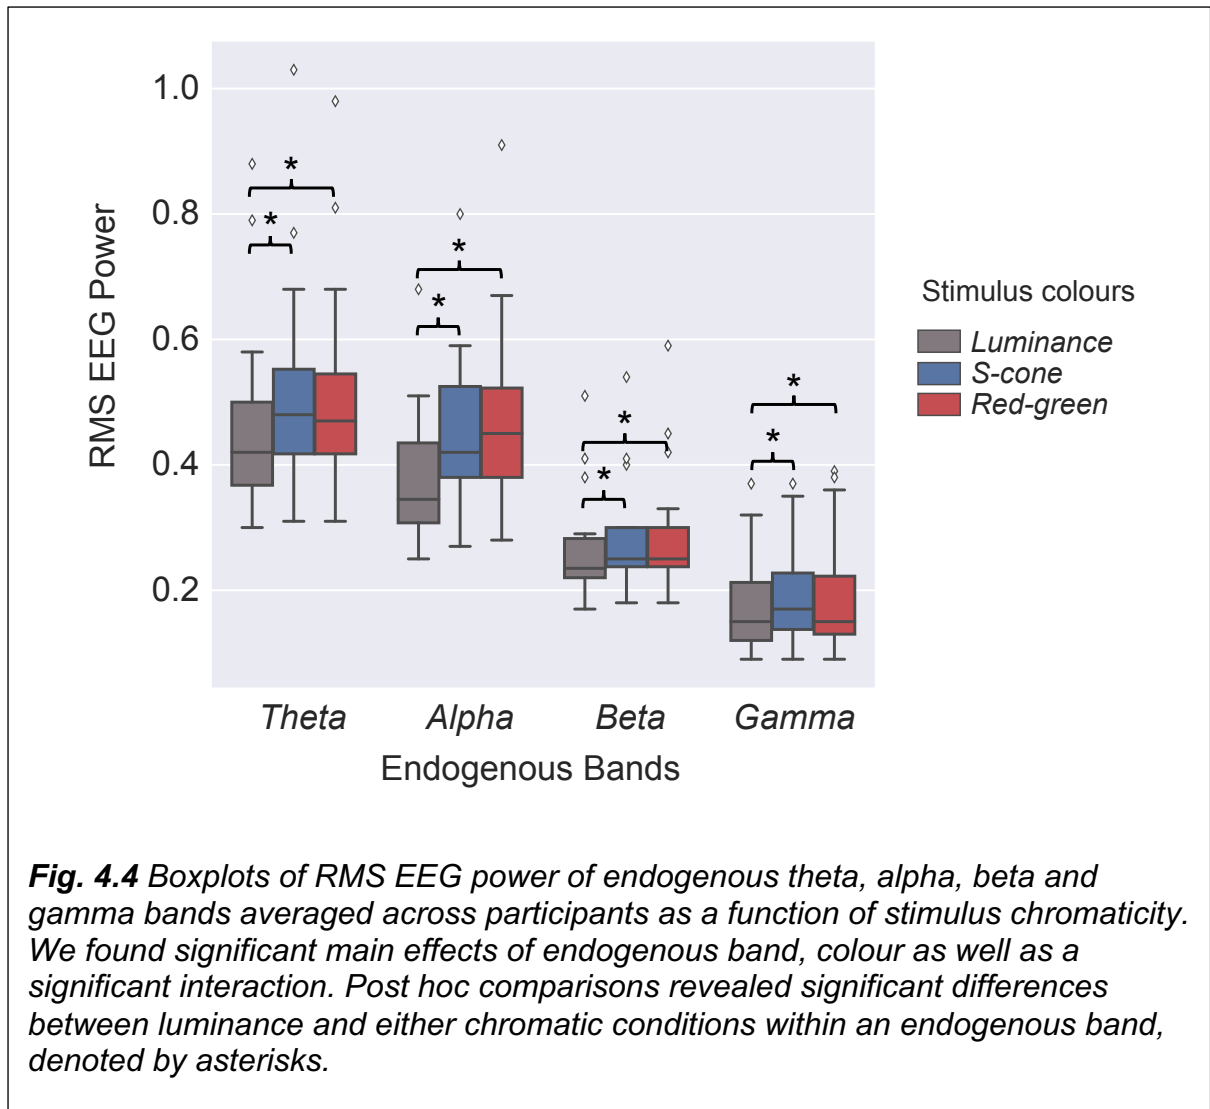 1.0
0.8
0.6
0.4
0.2
RMS EEG Power
*
*
*
*
*
*
*
*
Theta Alpha Beta Gamma
Endogenous Bands
Stimulus colours
Luminance
S-cone
Red-green
Fig. 4.4 Boxplots of RMS EEG power of endogenous theta, alpha, beta and
gamma bands averaged across participants as a function of stimulus chromaticity.
We found significant main effects of endogenous band, colour as well as a
significant interaction. Post hoc comparisons revealed significant differences
between luminance and either chromatic conditions within an endogenous band,
denoted by asterisks.